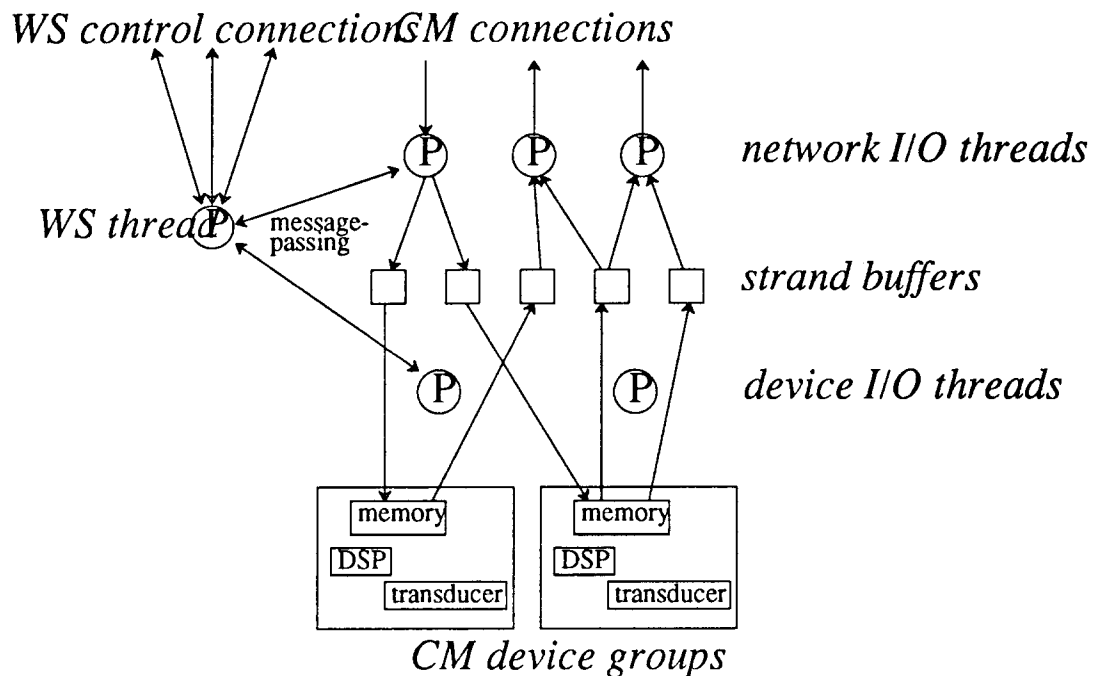 WS control connections CM connections
P P P network I/O threads
WS thread P
message-
passing
strand buffers
P P device I/O threads
memory memory
DSP DSP
transducer transducer
CM device groups